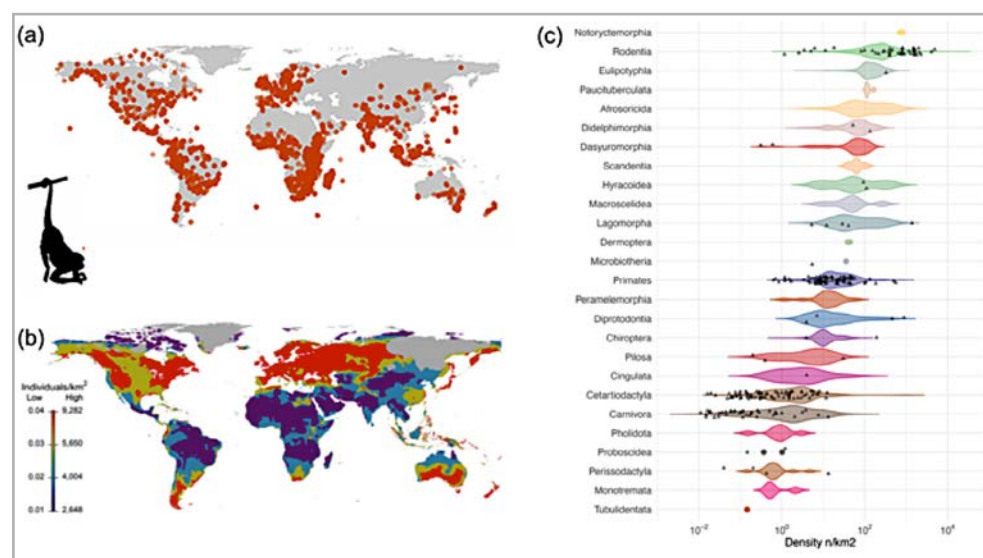 (a)
(b)
Individuals/km2
Low High
0.04 9,282
0.03 5,650
0.02 4,004
0.01 2,648
(c)
Notoryctemorphia
Rodentia
Eulipotyphla
Paucituberculata
Afrosoricida
Didelphimorphia
Dasyuromorphia
Scandentia
Hyracoidea
Macroscelidea
Lagomorpha
Dermoptera
Microbiotheria
Primates
Peramelemorphia
Diprotodontia
Chiroptera
Pilosa
Cingulata
Cetartiodactyla
Carnivora
Pholidota
Proboscidea
Perissodactyla
Monotremata
Tubulidentata
10−2 100 102 104
Density n/km2